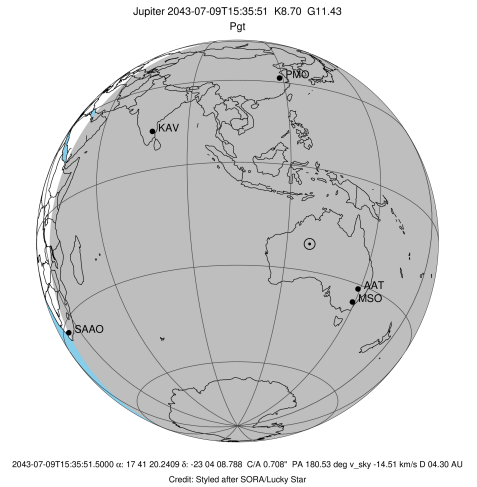 Jupiter 2043-07-09T15:35:51 K8.70 G11.43
Pgt
PMO
KAV
AAT
MSO
SAAO
2043-07-09T15:35:51.5000 α: 17 41 20.2409 δ: -23 04 08.788 C/A 0.708" PA 180.53 deg v_sky -14.51 km/s D 04.30 AU
Credit: Styled after SORA/Lucky Star